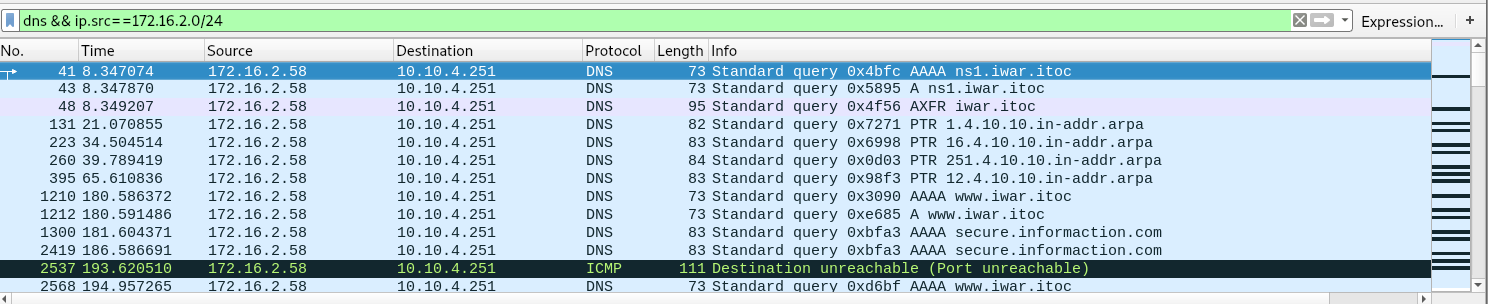 dns && ip.src==172.16.2.0/24 Expression... +
No. Time Source Destination Protocol Length Info
41 8.347074 172.16.2.58 10.10.4.251 DNS 73 Standard query 0x4bfc AAAA ns1.iwar.itoc
43 8.347870 172.16.2.58 10.10.4.251 DNS 73 Standard query 0x5895 A ns1.iwar.itoc
48 8.349207 172.16.2.58 10.10.4.251 DNS 95 Standard query 0x4f56 AXFR iwar.itoc
131 21.070855 172.16.2.58 10.10.4.251 DNS 82 Standard query 0x7271 PTR 1.4.10.10.in-addr.arpa
223 34.504514 172.16.2.58 10.10.4.251 DNS 83 Standard query 0x6998 PTR 16.4.10.10.in-addr.arpa
260 39.789419 172.16.2.58 10.10.4.251 DNS 84 Standard query 0x0d03 PTR 251.4.10.10.in-addr.arpa
395 65.610836 172.16.2.58 10.10.4.251 DNS 83 Standard query 0x98f3 PTR 12.4.10.10.in-addr.arpa
1210 180.586372 172.16.2.58 10.10.4.251 DNS 73 Standard query 0x3090 AAAA www.iwar.itoc
1212 180.591486 172.16.2.58 10.10.4.251 DNS 73 Standard query 0xe685 A www.iwar.itoc
1300 181.604371 172.16.2.58 10.10.4.251 DNS 83 Standard query 0xbfa3 AAAA secure.informaction.com
2419 186.586691 172.16.2.58 10.10.4.251 DNS 83 Standard query 0xbfa3 AAAA secure.informaction.com
2537 193.620510 172.16.2.58 10.10.4.251 ICMP 111 Destination unreachable (Port unreachable)
2568 194.957265 172.16.2.58 10.10.4.251 DNS 73 Standard query 0xd6bf AAAA www.iwar.itoc